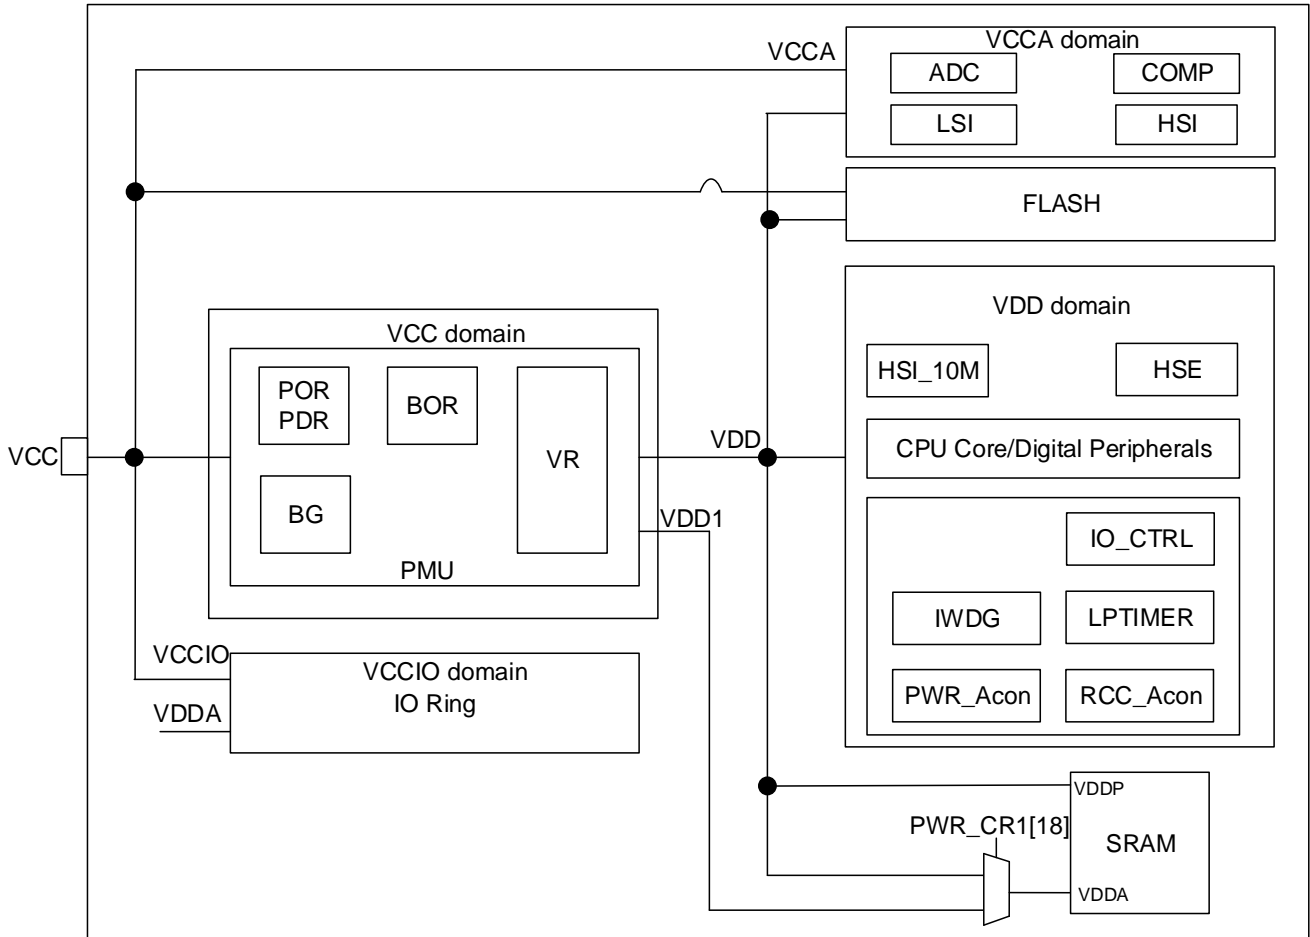 VCCA
VCCA domain
ADC
COMP
LSI
HSI
FLASH
VCC domain
POR
PDR
BOR
VR
BG
PMU
VCC
VDD
VDD1
VDD domain
HSI_10M
HSE
CPU Core/Digital Peripherals
IO_CTRL
IWDG
LPTIMER
PWR_Acon
RCC_Acon
VCCIO
VDDA
VCCIO domain
IO Ring
PWR_CR1[18]
VDDP
SRAM
VDDA